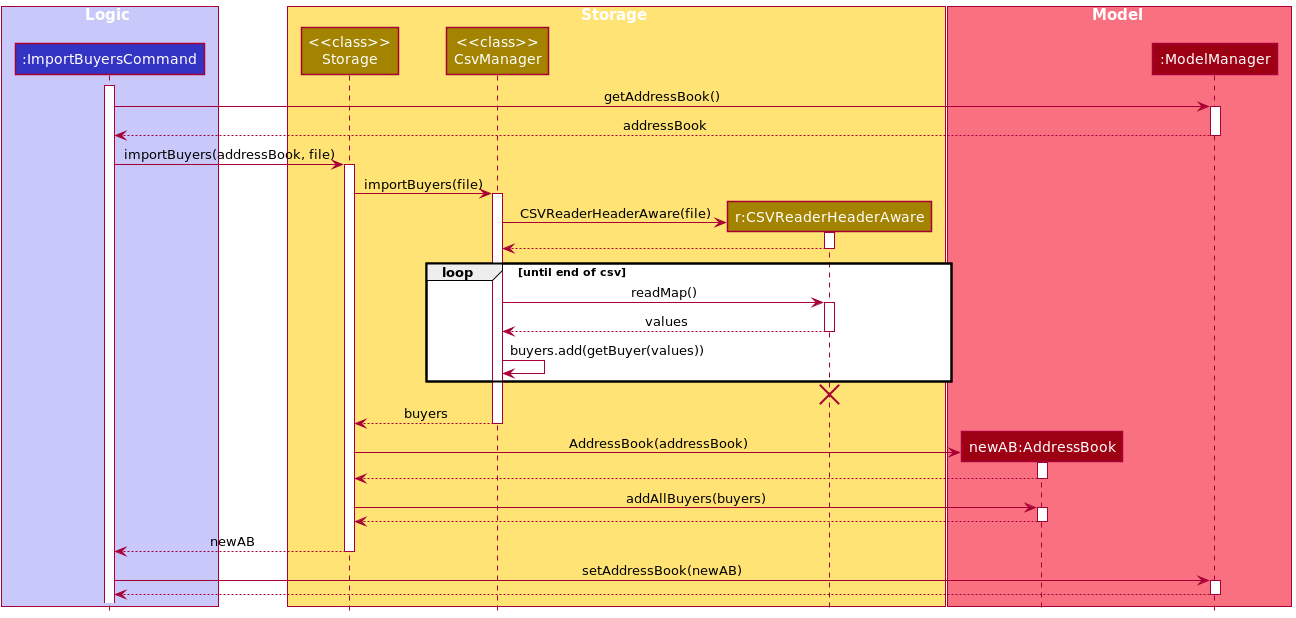 Logic
Storage
Model
:ImportBuyersCommand
<<class>>
Storage
<<class>>
CsvManager
:ModelManager
getAddressBook()
addressBook
importBuyers(addressBook, file)
importBuyers(file)
CSVReaderHeaderAware(file)
r:CSVReaderHeaderAware
loop
[until end of csv]
readMap()
values
buyers.add(getBuyer(values))
buyers
AddressBook(addressBook)
newAB:AddressBook
addAllBuyers(buyers)
newAB
setAddressBook(newAB)